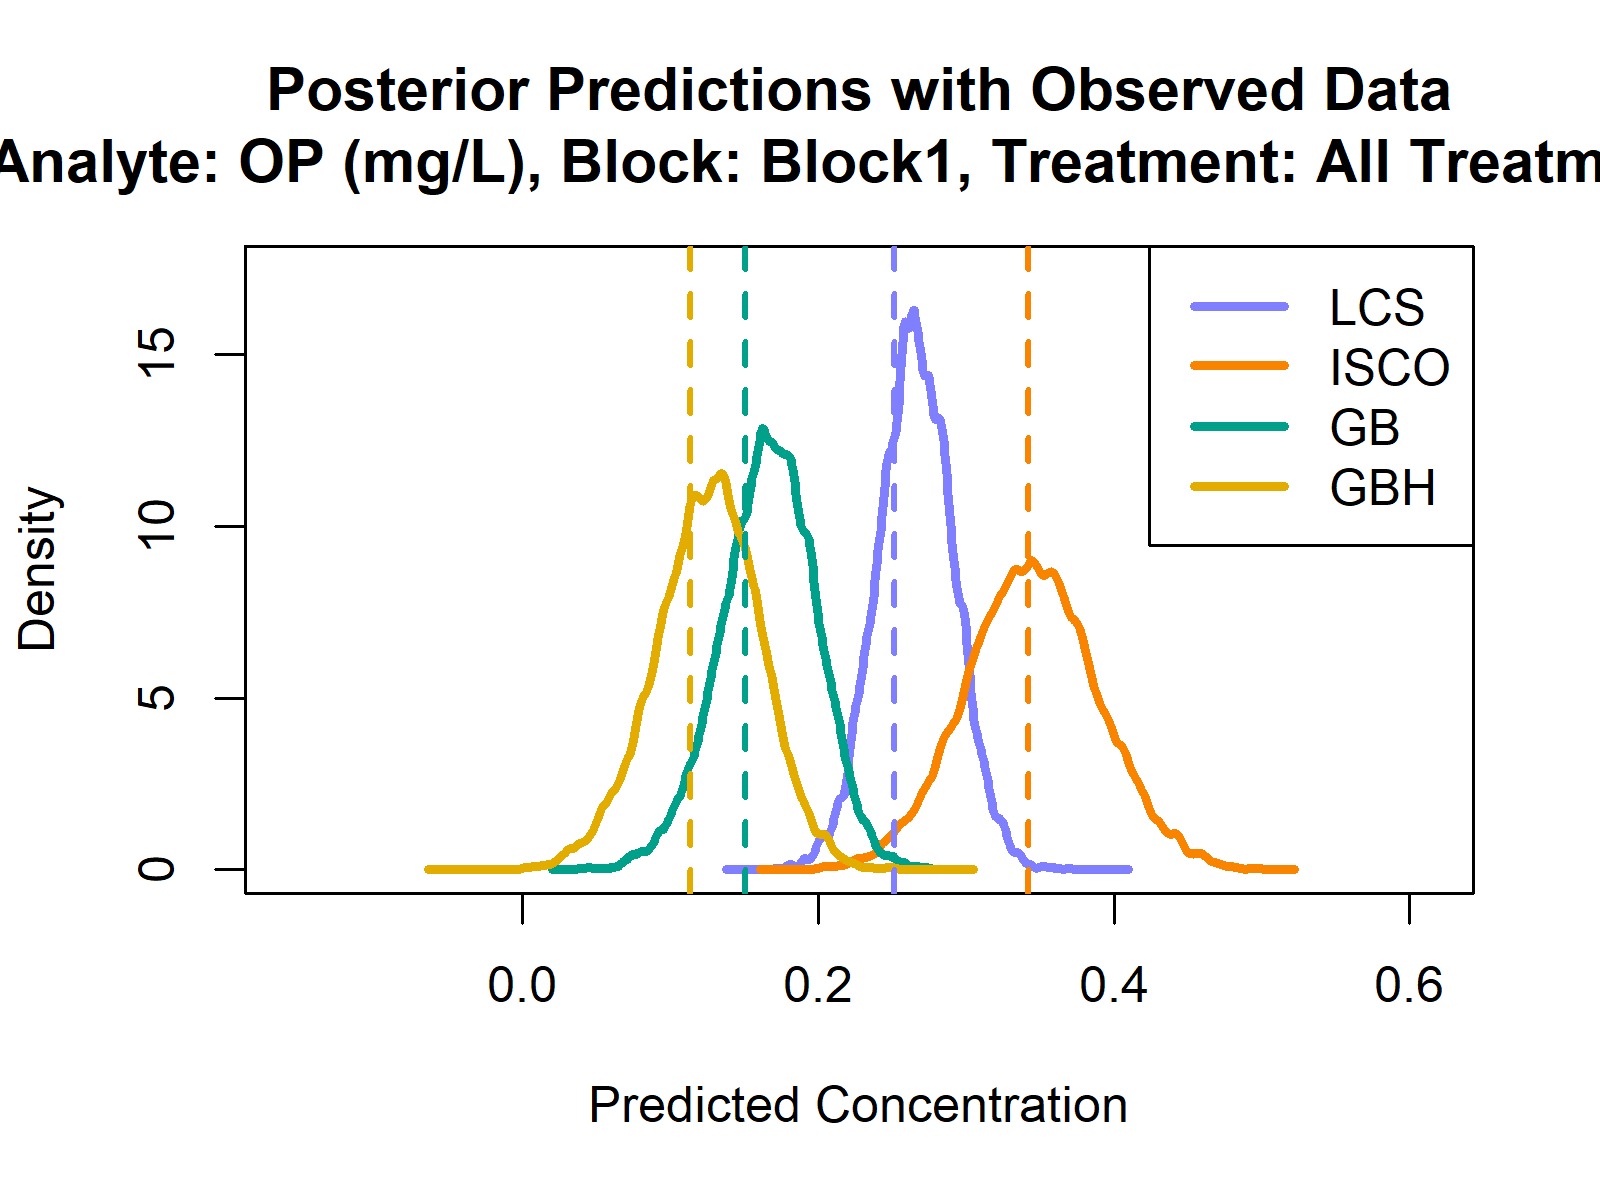 Posterior Predictions with Observed Data
Analyte: OP (mg/L), Block: Block1, Treatment: All Treatm
LCS
ISCO
GB
GBH
Density
0
5
10
15
0.0
0.2
0.4
0.6
Predicted Concentration